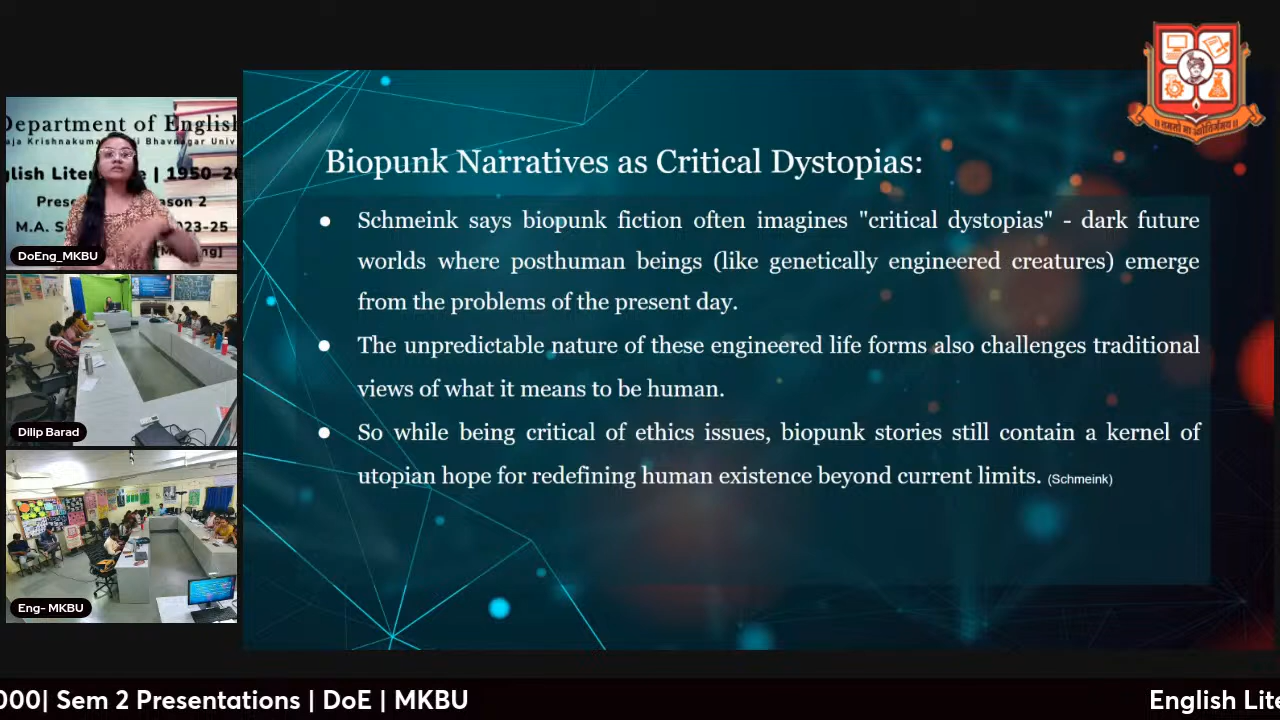 Department of English
Biopunk Narratives as Critical Dystopias:
● Schmeink says biopunk fiction often imagines "critical dystopias" - dark future
worlds where posthuman beings (like genetically engineered creatures) emerge
from the problems of the present day.
● The unpredictable nature of these engineered life forms also challenges traditional
views of what it means to be human.
● So while being critical of ethics issues, biopunk stories still contain a kernel of
utopian hope for redefining human existence beyond current limits. (Schmeink)
DoEng_MKBU
Dilip Barad
Eng- MKBU
000| Sem 2 Presentations | DoE | MKBU
English Lite